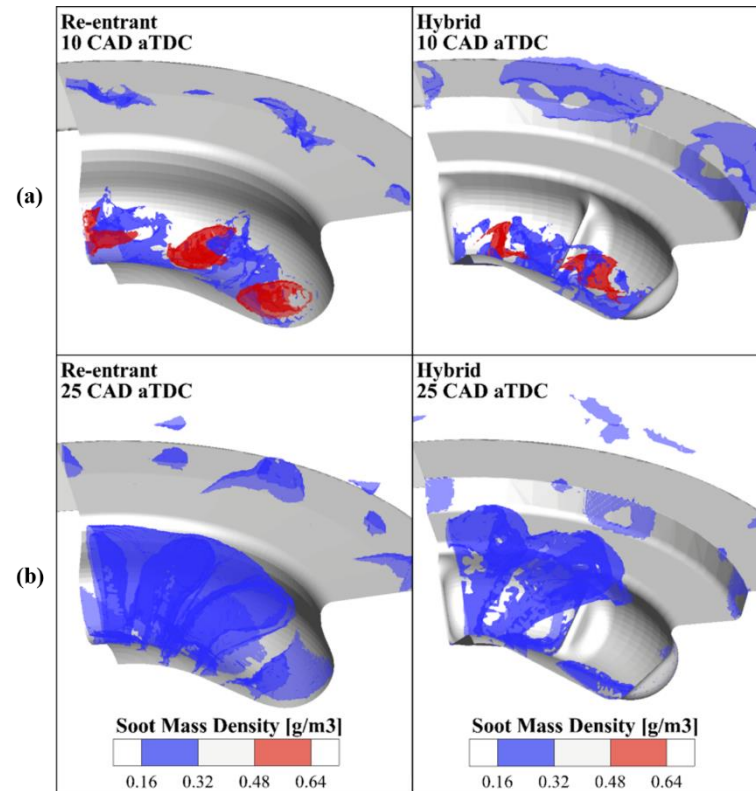 Re-entrant
10 CAD aTDC
Hybrid
10 CAD aTDC
(a)
Re-entrant
25 CAD aTDC
Hybrid
25 CAD aTDC
(b)
Soot Mass Density [g/m3]
0.16 0.32 0.48 0.64
Soot Mass Density [g/m3]
0.16 0.32 0.48 0.64